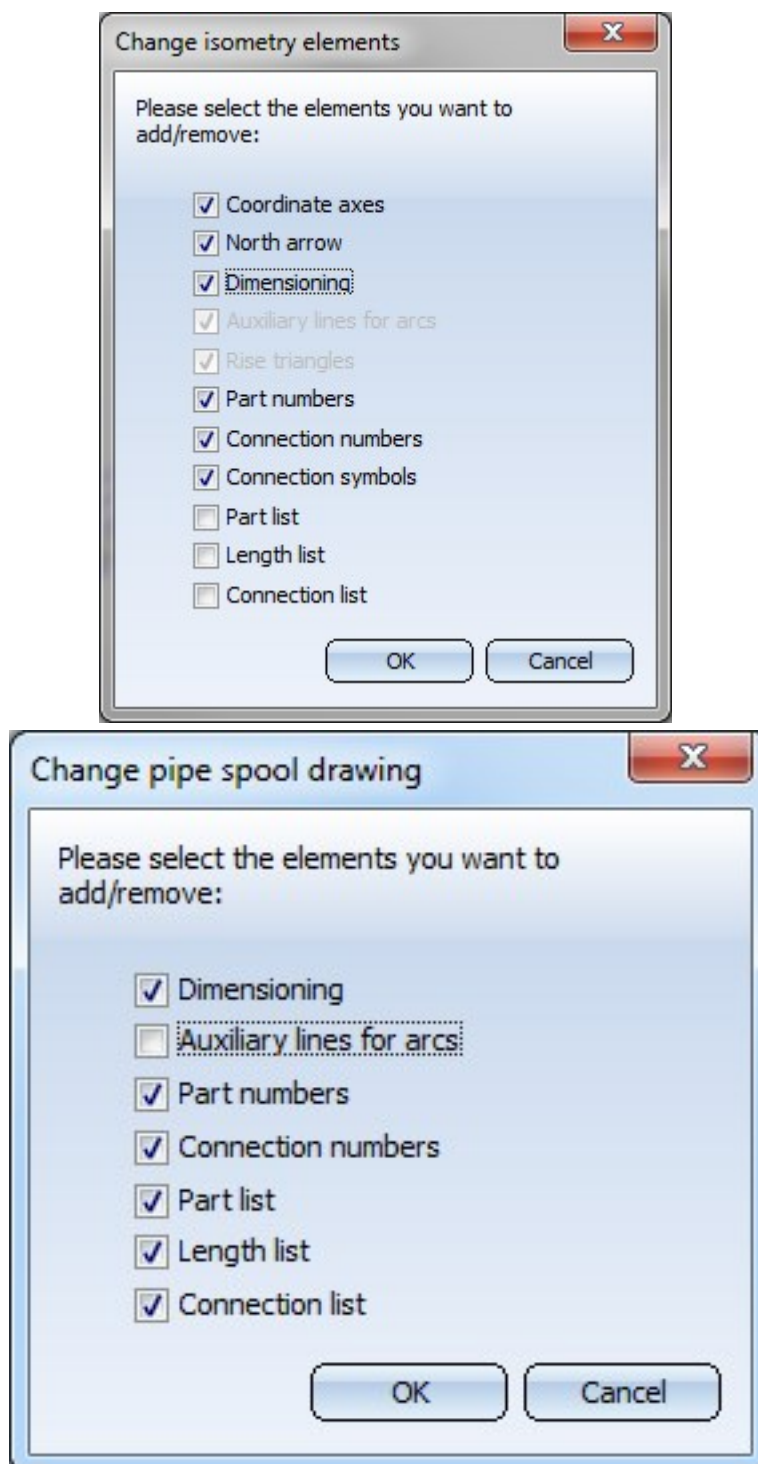 Change isometry elements
Please select the elements you want to
add/remove:
Coordinate axes
North arrow
Dimensioning
Auxiliary lines for arcs
Rise triangles
Part numbers
Connection numbers
Connection symbols
Part list
Length list
Connection list
OK Cancel
Change pipe spool drawing
Please select the elements you want to
add/remove:
Dimensioning
Auxiliary lines for arcs
Part numbers
Connection numbers
Part list
Length list
Connection list
OK Cancel